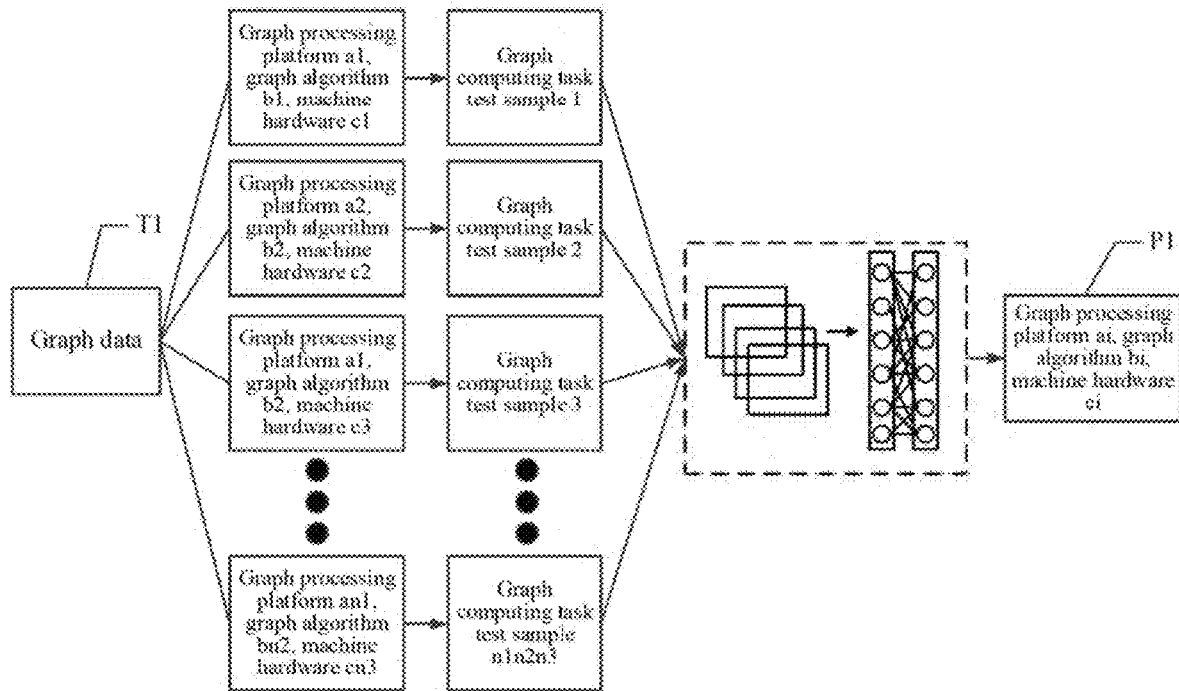 Graph processing
platform a1,
graph algorithm
b1, machine
hardware c1
Graph
computing task
test sample 1
Graph processing
platform a2,
graph algorithm
b2, machine
hardware c2
Graph
computing task
test sample 2
T1
Graph data
Graph processing
platform a1,
graph algorithm
b2, machine
hardware c3
Graph
computing task
test sample 3
Graph processing
platform an1,
graph algorithm
bn2, machine
hardware cn3
Graph
computing task
test sample
n1n2n3
P1
Graph processing
platform ai, graph
algorithm bi,
machine hardware
ci